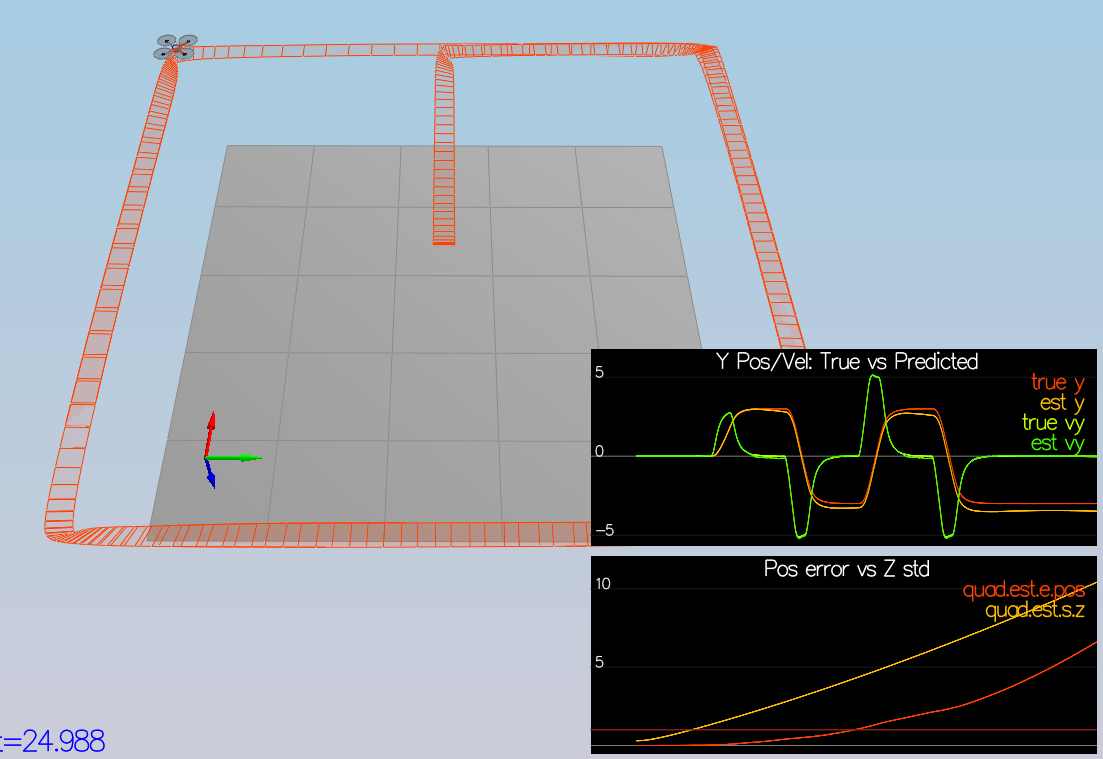 Y Pos/Vel: True vs Predicted
5
true y
est y
true vy
est vy
0
−5
Pos error vs Z std
10
quad.est.e.pos
quad.est.s.z
5
t=24.988